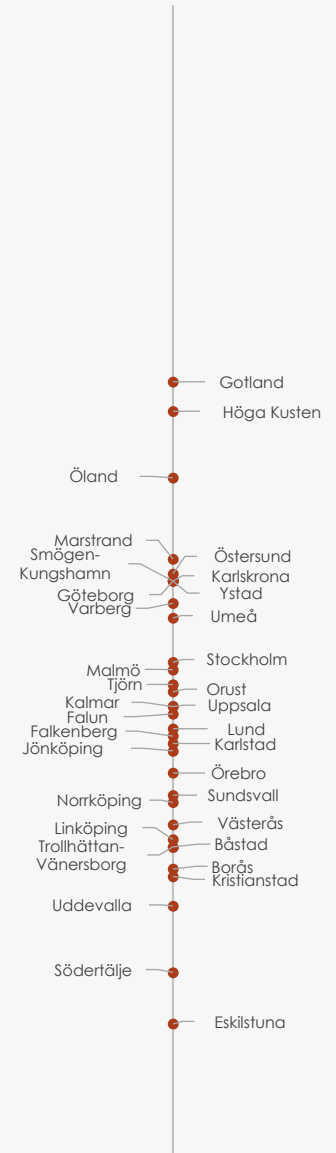 Gotland
Höga Kusten
Öland
Marstrand
Smögen-
Kungshamn
Östersund
Karlskrona
Göteborg
Ystad
Varberg
Umeå
Stockholm
Malmö
Tjörn
Orust
Kalmar
Uppsala
Falun
Falkenberg
Lund
Jönköping
Karlstad
Örebro
Norrköping
Sundsvall
Västerås
Linköping
Trollhättan-
Vänersborg
Båstad
Borås
Kristianstad
Uddevalla
Södertälje
Eskilstuna